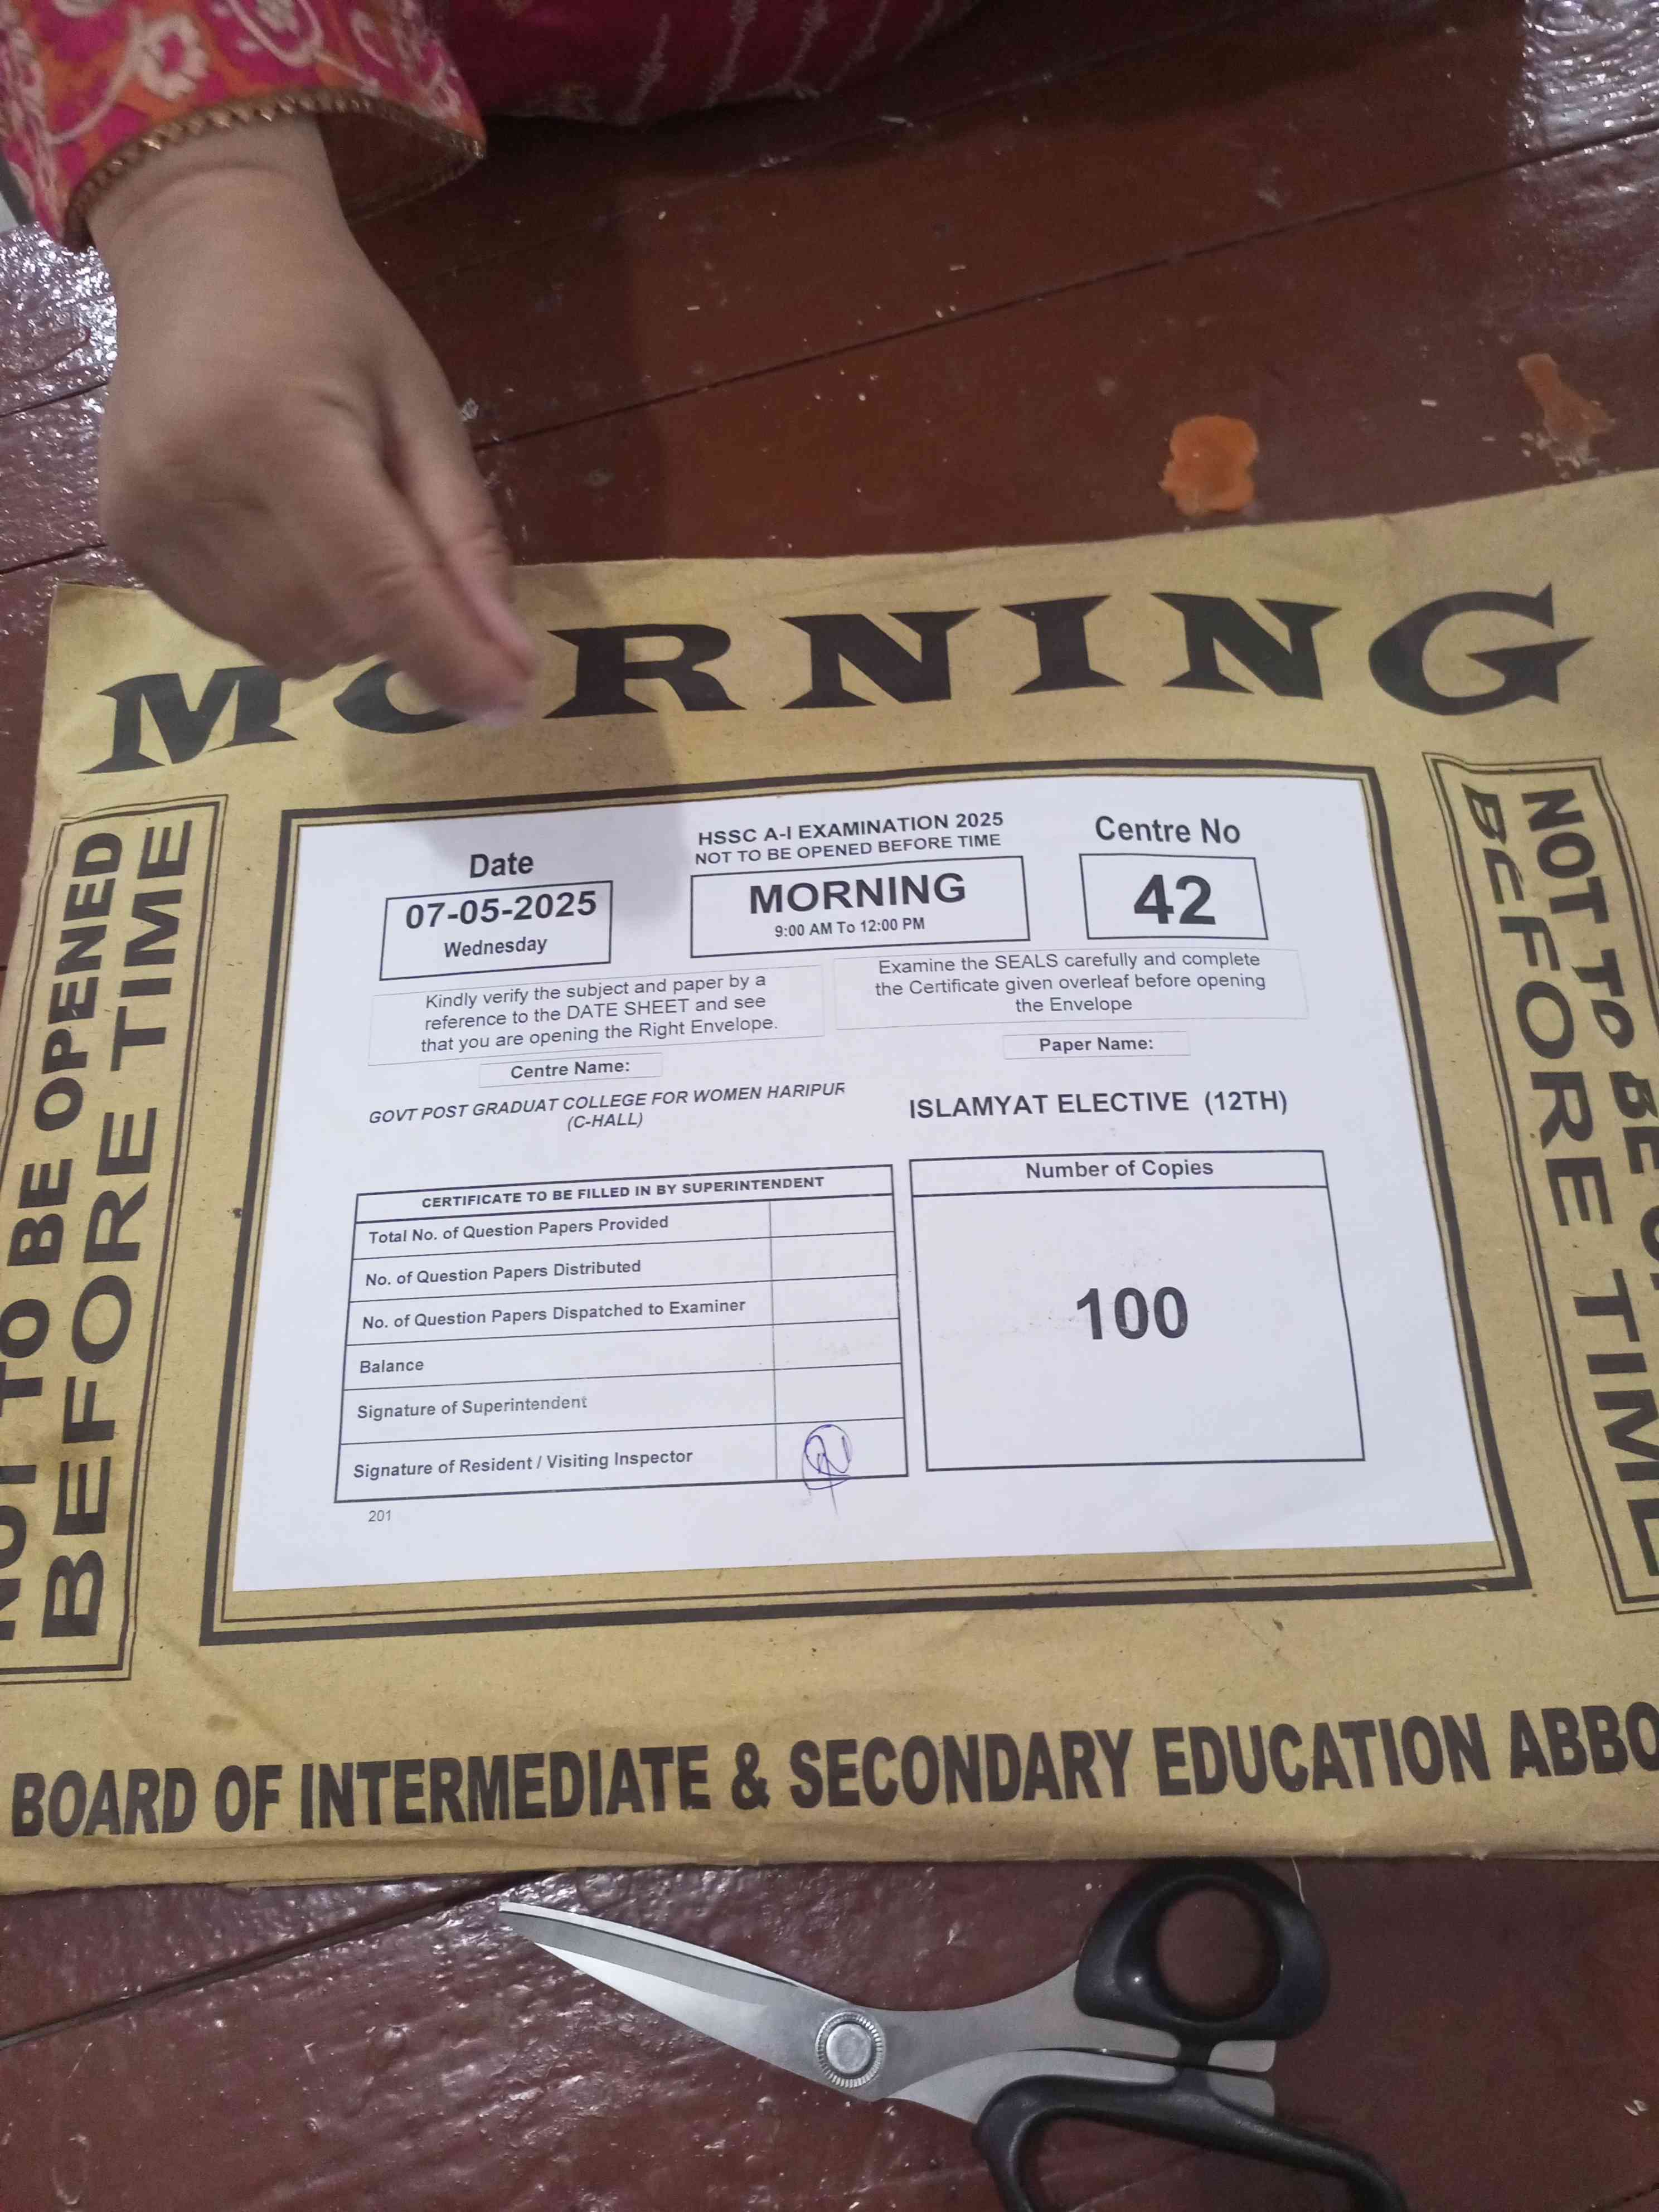 MORNING
HSSC A-I EXAMINATION 2025
NOT TO BE OPENED BEFORE TIME
Date
07-05-2025
Wednesday
MORNING
9:00 AM To 12:00 PM
Centre No
42
Kindly verify the subject and paper by a
reference to the DATE SHEET and see
that you are opening the Right Envelope.
Examine the SEALS carefully and complete
the Certificate given overleaf before opening
the Envelope
Centre Name:
GOVT POST GRADUAT COLLEGE FOR WOMEN HARIPUR
(C-HALL)
Paper Name:
ISLAMYAT ELECTIVE (12TH)
CERTIFICATE TO BE FILLED IN BY SUPERINTENDENT
Total No. of Question Papers Provided
No. of Question Papers Distributed
No. of Question Papers Dispatched to Examiner
Balance
Signature of Superintendent
Signature of Resident / Visiting Inspector
201
Number of Copies
100
NOT TO BE OPENED
BEFORE TIME
NOT TO BE
BEFORE TIME
BOARD OF INTERMEDIATE & SECONDARY EDUCATION ABBO